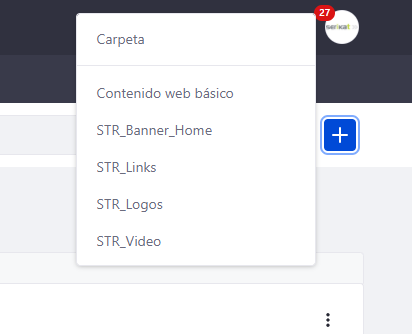 27
Carpeta
Contenido web básico
STR_Banner_Home
STR_Links
STR_Logos
STR_Video